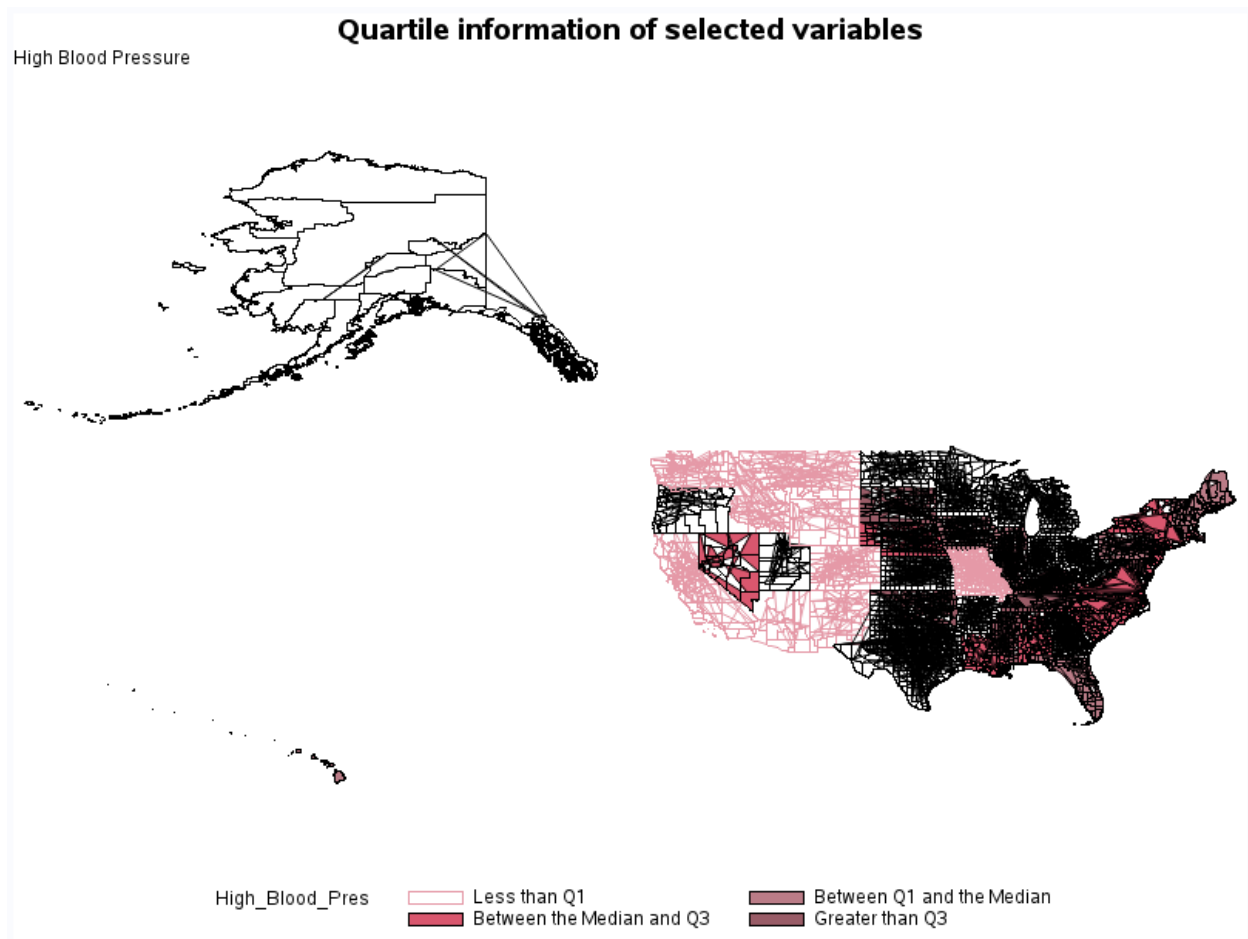 Quartile information of selected variables
High Blood Pressure
High_Blood_Pres
Less than Q1
Between Q1 and the Median
Between the Median and Q3
Greater than Q3